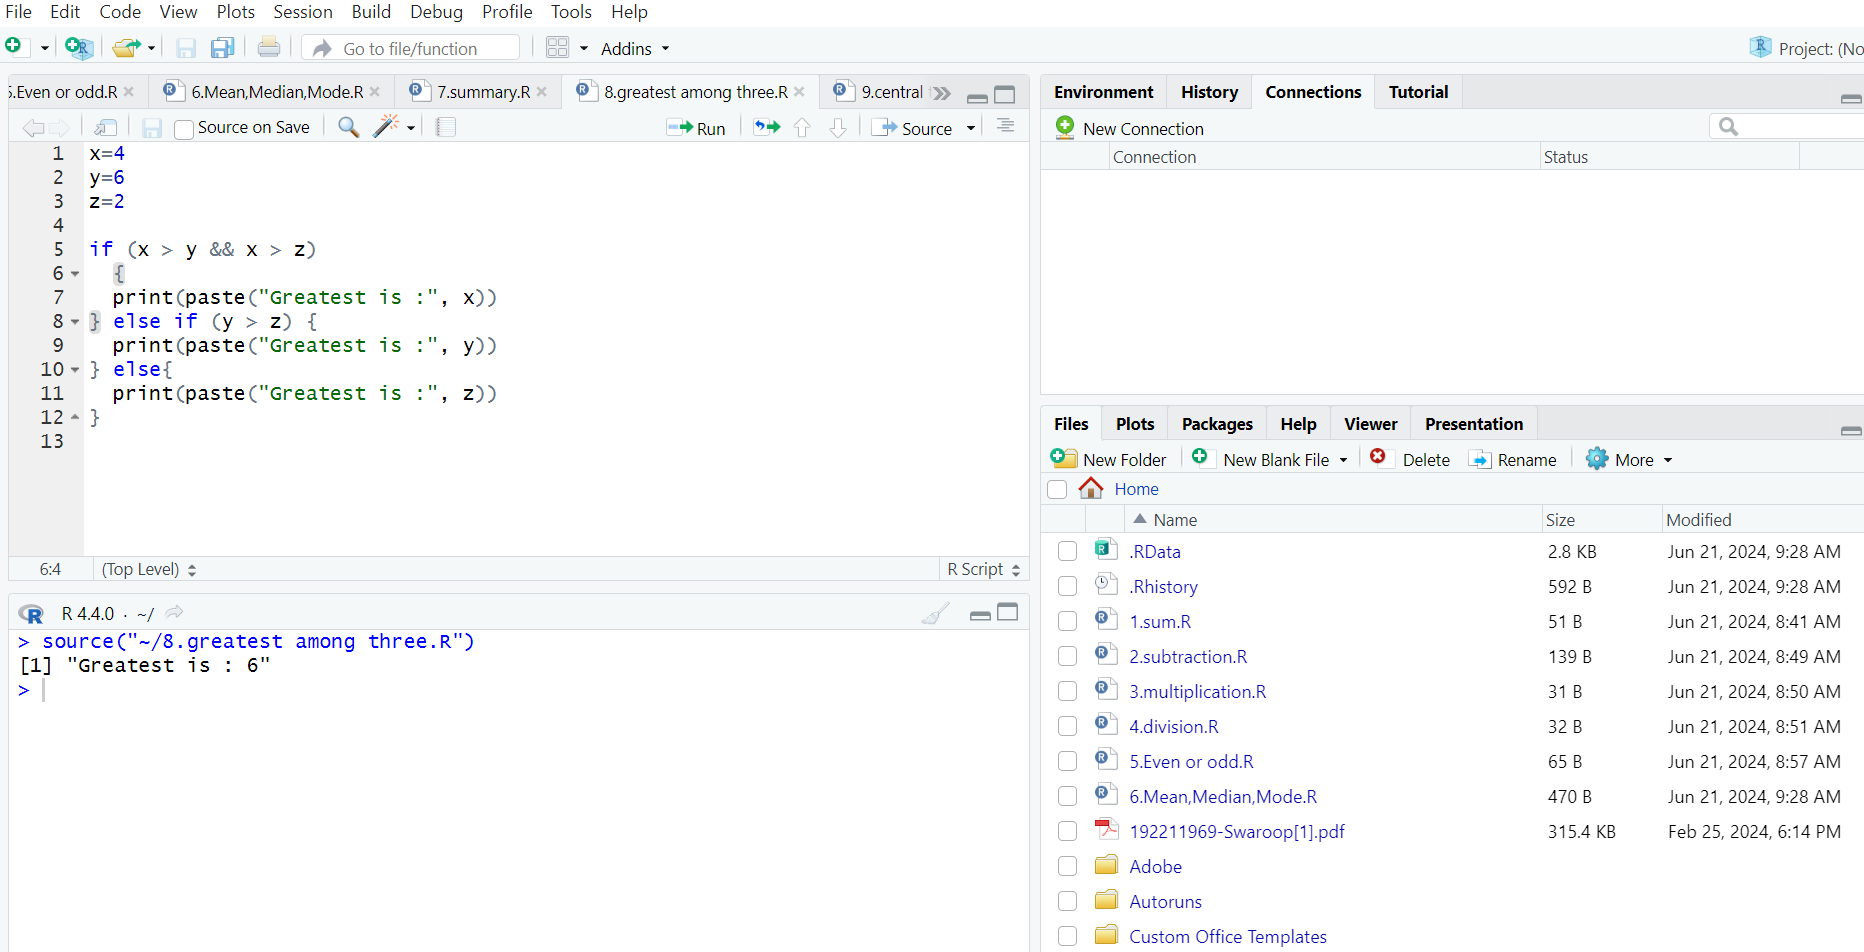 File Edit Code View Plots Session Build Debug Profile Tools Help
Go to file/function Addins Project: (No
5.Even or odd.R 6.Mean,Median,Mode.R 7.summary.R 8.greatest among three.R 9.central
Source on Save Run Source
1 x=4
2 y=6
3 z=2
4
5 if (x > y && x > z)
6 {
7 print(paste("Greatest is :", x))
8 } else if (y > z) {
9 print(paste("Greatest is :", y))
10 } else{
11 print(paste("Greatest is :", z))
12 }
13
6:4 (Top Level) R Script
R 4.4.0 · ~/
> source("~/8.greatest among three.R")
[1] "Greatest is : 6"
>
Environment History Connections Tutorial
New Connection
Connection Status
Files Plots Packages Help Viewer Presentation
New Folder New Blank File Delete Rename More
Home
Name Size Modified
.RData 2.8 KB Jun 21, 2024, 9:28 AM
.Rhistory 592 B Jun 21, 2024, 9:28 AM
1.sum.R 51 B Jun 21, 2024, 8:41 AM
2.subtraction.R 139 B Jun 21, 2024, 8:49 AM
3.multiplication.R 31 B Jun 21, 2024, 8:50 AM
4.division.R 32 B Jun 21, 2024, 8:51 AM
5.Even or odd.R 65 B Jun 21, 2024, 8:57 AM
6.Mean,Median,Mode.R 470 B Jun 21, 2024, 9:28 AM
192211969-Swaroop[1].pdf 315.4 KB Feb 25, 2024, 6:14 PM
Adobe
Autoruns
Custom Office Templates